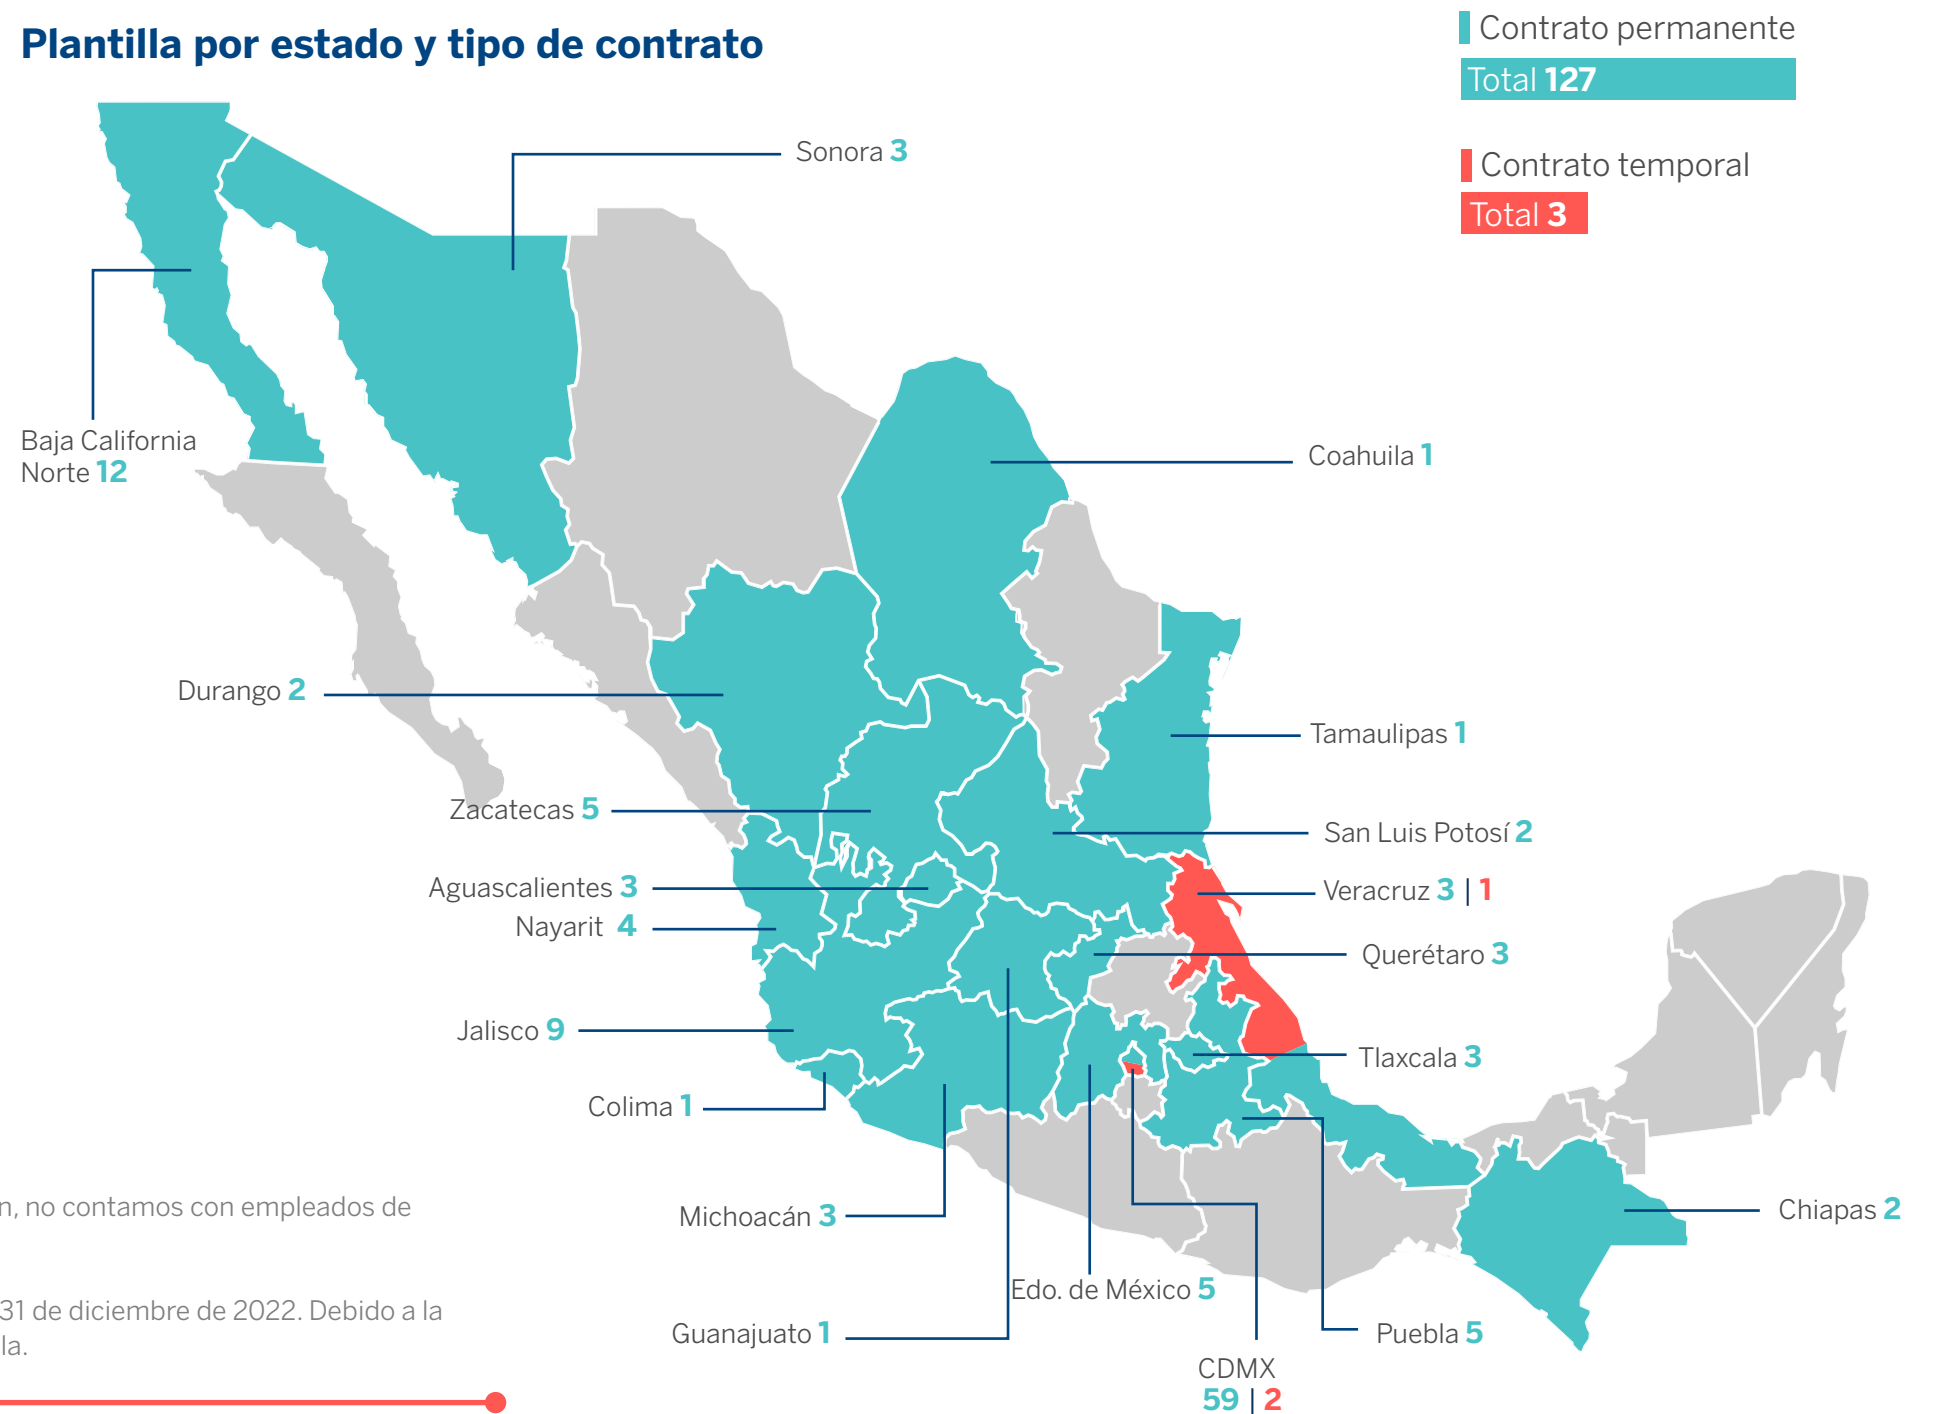 Plantilla por estado y tipo de contrato
Contrato permanente
Total 127
Contrato temporal
Total 3
Sonora 3
Baja California
Norte 12
Coahuila 1
Durango 2
Tamaulipas 1
Zacatecas 5
San Luis Potosí 2
Aguascalientes 3
Veracruz 3 | 1
Nayarit 4
Querétaro 3
Jalisco 9
Tlaxcala 3
Colima 1
Michoacán 3
Chiapas 2
Edo. de México 5
Guanajuato 1
Puebla 5
CDMX
59 | 2
n, no contamos con empleados de
31 de diciembre de 2022. Debido a la
la.